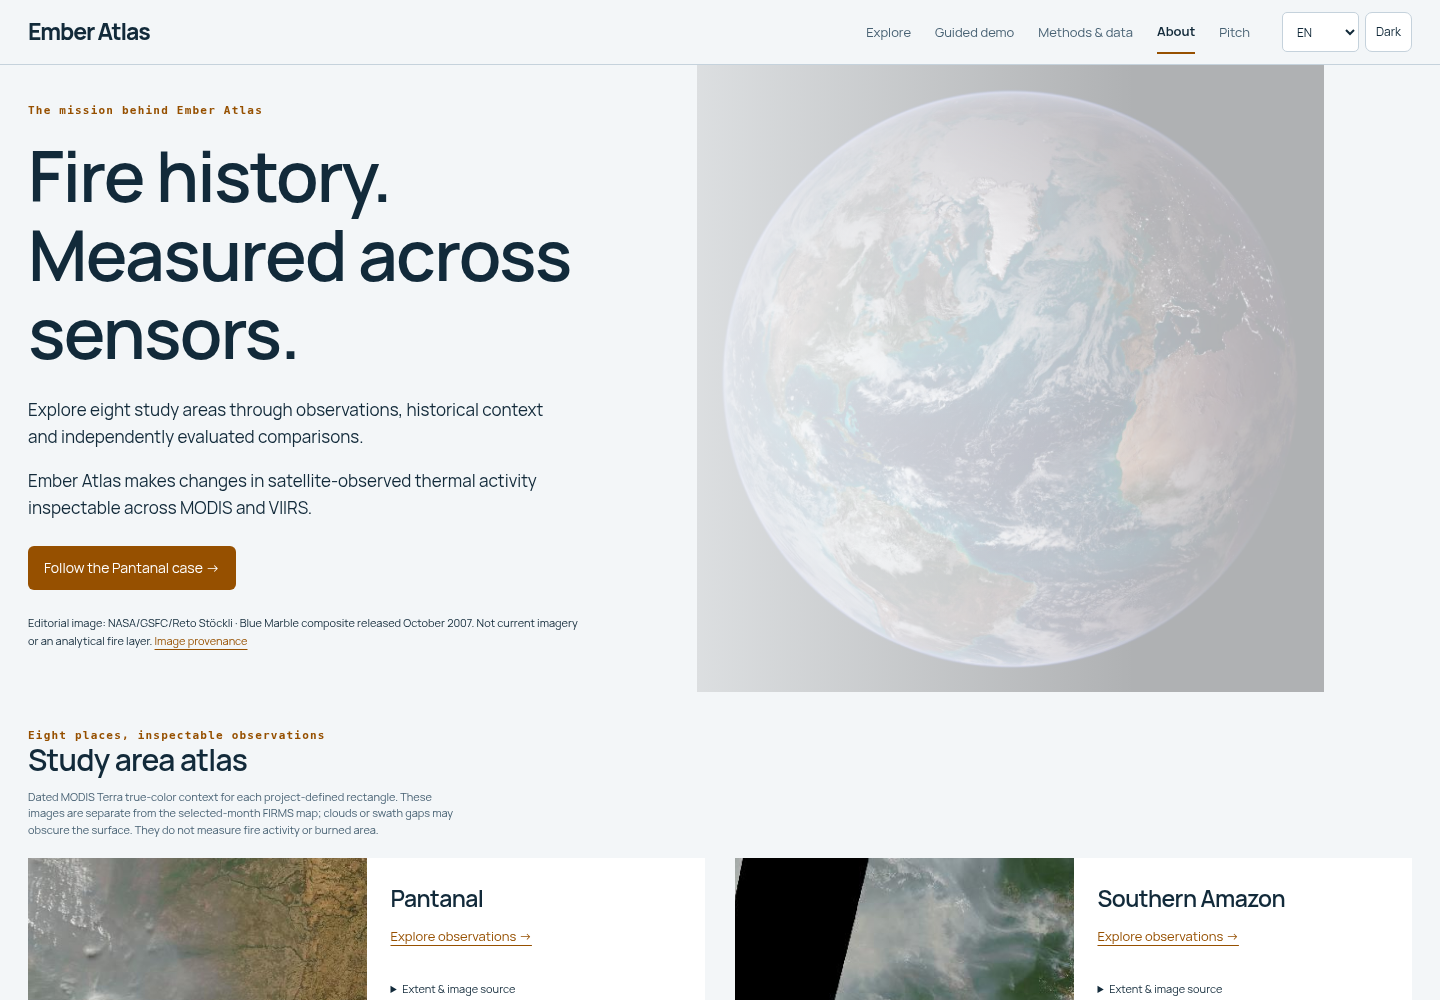 Ember Atlas
Explore
Guided demo
Methods & data
About
Pitch
EN
Dark
The mission behind Ember Atlas
Fire history.
Measured across
sensors.
Explore eight study areas through observations, historical context
and independently evaluated comparisons.
Ember Atlas makes changes in satellite-observed thermal activity
inspectable across MODIS and VIIRS.
Follow the Pantanal case →
Editorial image: NASA/GSFC/Reto Stöckli · Blue Marble composite released October 2007. Not current imagery
or an analytical fire layer. Image provenance
Eight places, inspectable observations
Study area atlas
Dated MODIS Terra true-color context for each project-defined rectangle. These
images are separate from the selected-month FIRMS map; clouds or swath gaps may
obscure the surface. They do not measure fire activity or burned area.
Pantanal
Explore observations →
▶ Extent & image source
Southern Amazon
Explore observations →
▶ Extent & image source